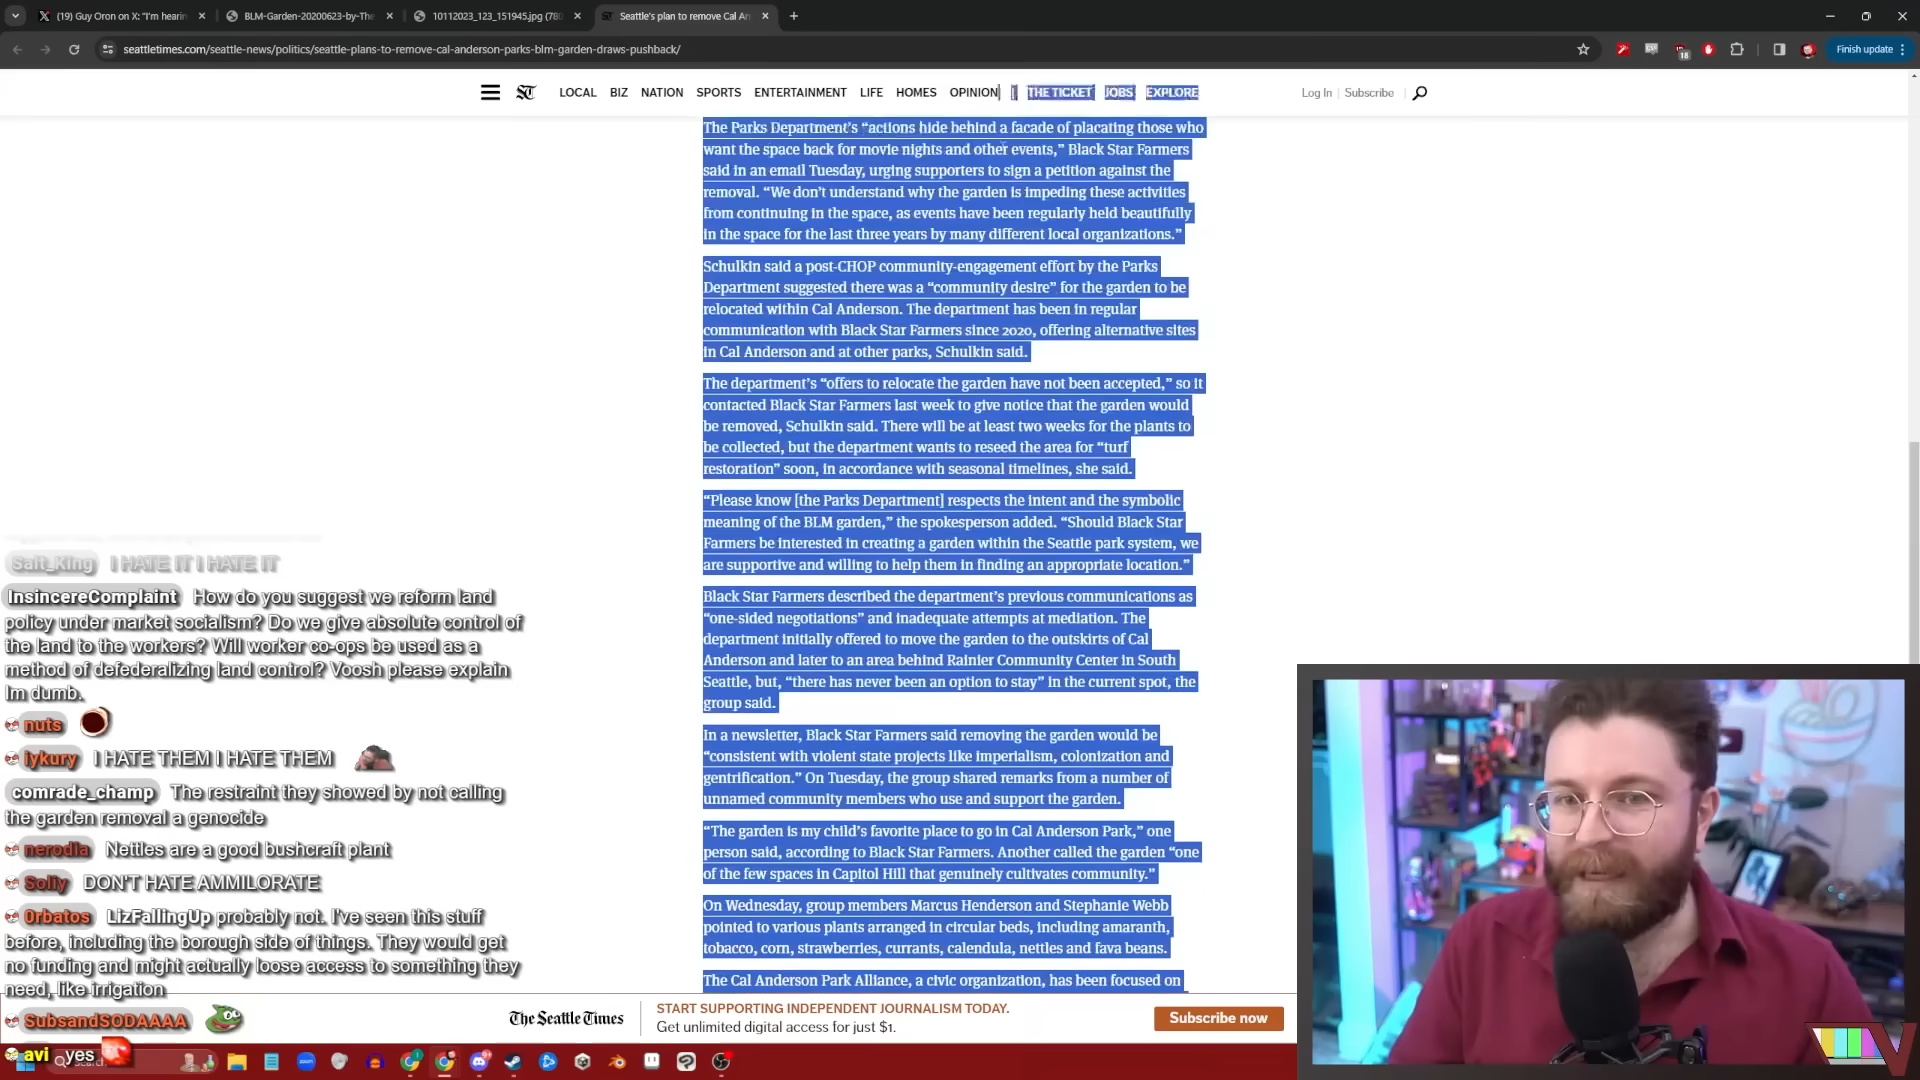 (19) Guy Oron on X: "I'm hearin
BLM-Garden-20200623-by-The
10112023_123_151945.jpg (780
Seattle's plan to remove Cal An
seattletimes.com/seattle-news/politics/seattle-plans-to-remove-cal-anderson-parks-blm-garden-draws-pushback/
18
Finish update
LOCAL BIZ NATION SPORTS ENTERTAINMENT LIFE HOMES OPINION | THE TICKET JOBS EXPLORE
Log In | Subscribe
The Parks Department's “actions hide behind a facade of placating those who
want the space back for movie nights and other events,” Black Star Farmers
said in an email Tuesday, urging supporters to sign a petition against the
removal. “We don't understand why the garden is impeding these activities
from continuing in the space, as events have been regularly held beautifully
in the space for the last three years by many different local organizations.”
Schulkin said a post-CHOP community-engagement effort by the Parks
Department suggested there was a “community desire” for the garden to be
relocated within Cal Anderson. The department has been in regular
communication with Black Star Farmers since 2020, offering alternative sites
in Cal Anderson and at other parks, Schulkin said.
The department's “offers to relocate the garden have not been accepted,” so it
contacted Black Star Farmers last week to give notice that the garden would
be removed, Schulkin said. There will be at least two weeks for the plants to
be collected, but the department wants to reseed the area for “turf
restoration” soon, in accordance with seasonal timelines, she said.
“Please know [the Parks Department] respects the intent and the symbolic
meaning of the BLM garden,” the spokesperson added. “Should Black Star
Farmers be interested in creating a garden within the Seattle park system, we
are supportive and willing to help them in finding an appropriate location.”
Black Star Farmers described the department's previous communications as
“one-sided negotiations” and inadequate attempts at mediation. The
department initially offered to move the garden to the outskirts of Cal
Anderson and later to an area behind Rainier Community Center in South
Seattle, but, “there has never been an option to stay” in the current spot, the
group said.
In a newsletter, Black Star Farmers said removing the garden would be
“consistent with violent state projects like imperialism, colonization and
gentrification.” On Tuesday, the group shared remarks from a number of
unnamed community members who use and support the garden.
“The garden is my child's favorite place to go in Cal Anderson Park,” one
person said, according to Black Star Farmers. Another called the garden “one
of the few spaces in Capitol Hill that genuinely cultivates community.”
On Wednesday, group members Marcus Henderson and Stephanie Webb
pointed to various plants arranged in circular beds, including amaranth,
tobacco, corn, strawberries, currants, calendula, nettles and fava beans.
The Cal Anderson Park Alliance, a civic organization, has been focused on
Salt_King I HATE IT I HATE IT
InsincereComplaint How do you suggest we reform land
policy under market socialism? Do we give absolute control of
the land to the workers? Will worker co-ops be used as a
method of defederalizing land control? Voosh please explain
Im dumb.
nuts
lykury I HATE THEM I HATE THEM
comrade_champ The restraint they showed by not calling
the garden removal a genocide
nerodia Nettles are a good bushcraft plant
Soliy DON'T HATE AMMILORATE
0rbatos LizFallingUp probably not. I've seen this stuff
before, including the borough side of things. They would get
no funding and might actually loose access to something they
need, like irrigation
SubsandSODAAAA
avi yes
The Seattle Times
START SUPPORTING INDEPENDENT JOURNALISM TODAY.
Get unlimited digital access for just $1.
Subscribe now